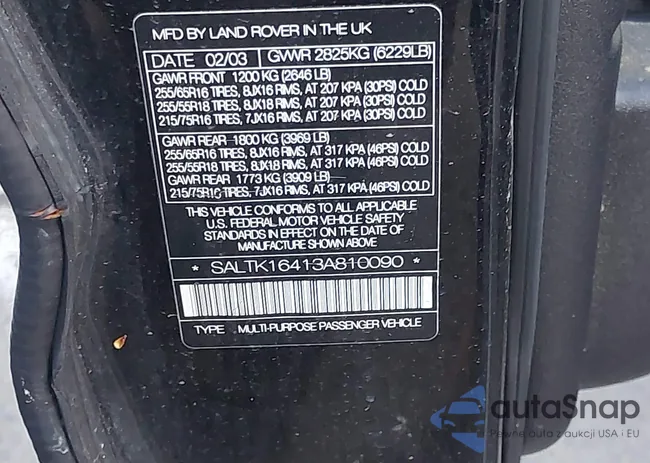 MFD BY LAND ROVER IN THE UK
DATE 02/03 GVWR 2825KG (6229LB)
GAWR FRONT 1200 KG (2646 LB)
255/65R16 TIRES, 8JX16 RIMS, AT 207 KPA (30PSI) COLD
255/55R18 TIRES, 8JX18 RIMS, AT 207 KPA (30PSI) COLD
215/75R16 TIRES, 7JX16 RIMS, AT 207 KPA (30PSI) COLD
GAWR REAR 1800 KG (3969 LB)
255/65R16 TIRES, 8JX16 RIMS, AT 317 KPA (46PSI) COLD
255/55R18 TIRES, 8JX18 RIMS, AT 317 KPA (46PSI) COLD
GAWR REAR 1773 KG (3909 LB)
215/75R16 TIRES, 7JX16 RIMS, AT 317 KPA (46PSI) COLD
THIS VEHICLE CONFORMS TO ALL APPLICABLE
U.S. FEDERAL MOTOR VEHICLE SAFETY
STANDARDS IN EFFECT ON THE DATE OF
MANUFACTURE SHOWN ABOVE
* SALTK16413A810090 *
TYPE MULTI-PURPOSE PASSENGER VEHICLE
autaSnap
Pewne auta z aukcji USA i EU